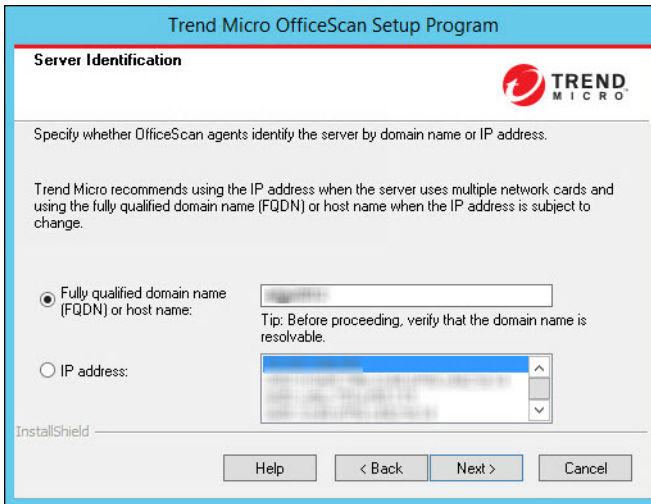 Trend Micro OfficeScan Setup Program
Server Identification
TREND
MICRO
Specify whether OfficeScan agents identify the server by domain name or IP address.
Trend Micro recommends using the IP address when the server uses multiple network cards and
using the fully qualified domain name (FQDN) or host name when the IP address is subject to
change.
Fully qualified domain name
(FQDN) or host name:
Tip: Before proceeding, verify that the domain name is
resolvable.
IP address:
InstallShield
Help
< Back
Next >
Cancel